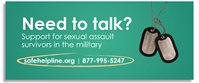 Need to talk?
Support for sexual assault
survivors in the military
safehelpline.org | 877-995-5247